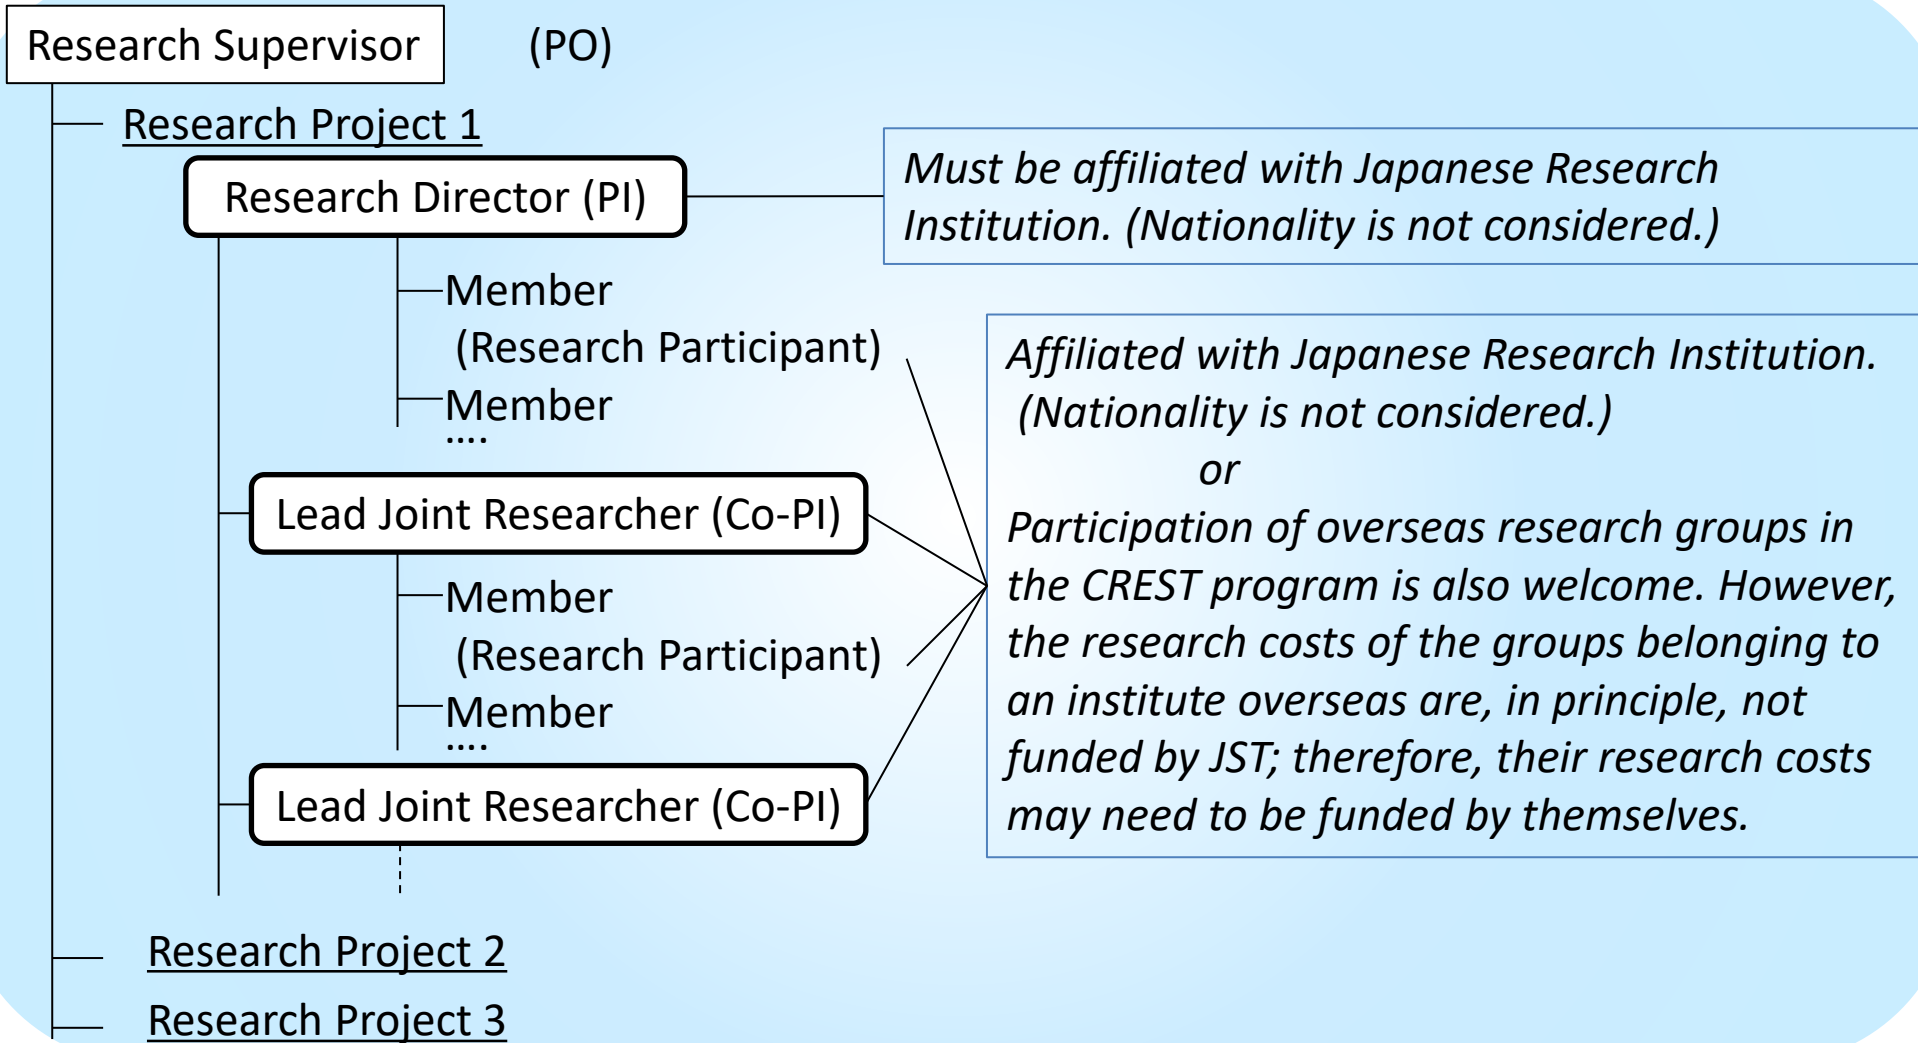 Research Supervisor (PO)
Research Project 1
Research Director (PI)
Must be affiliated with Japanese Research
Institution. (Nationality is not considered.)
Member
(Research Participant)
Member
....
Affiliated with Japanese Research Institution.
(Nationality is not considered.)
or
Participation of overseas research groups in
the CREST program is also welcome. However,
the research costs of the groups belonging to
an institute overseas are, in principle, not
funded by JST; therefore, their research costs
may need to be funded by themselves.
Lead Joint Researcher (Co-PI)
Member
(Research Participant)
Member
....
Lead Joint Researcher (Co-PI)
Research Project 2
Research Project 3